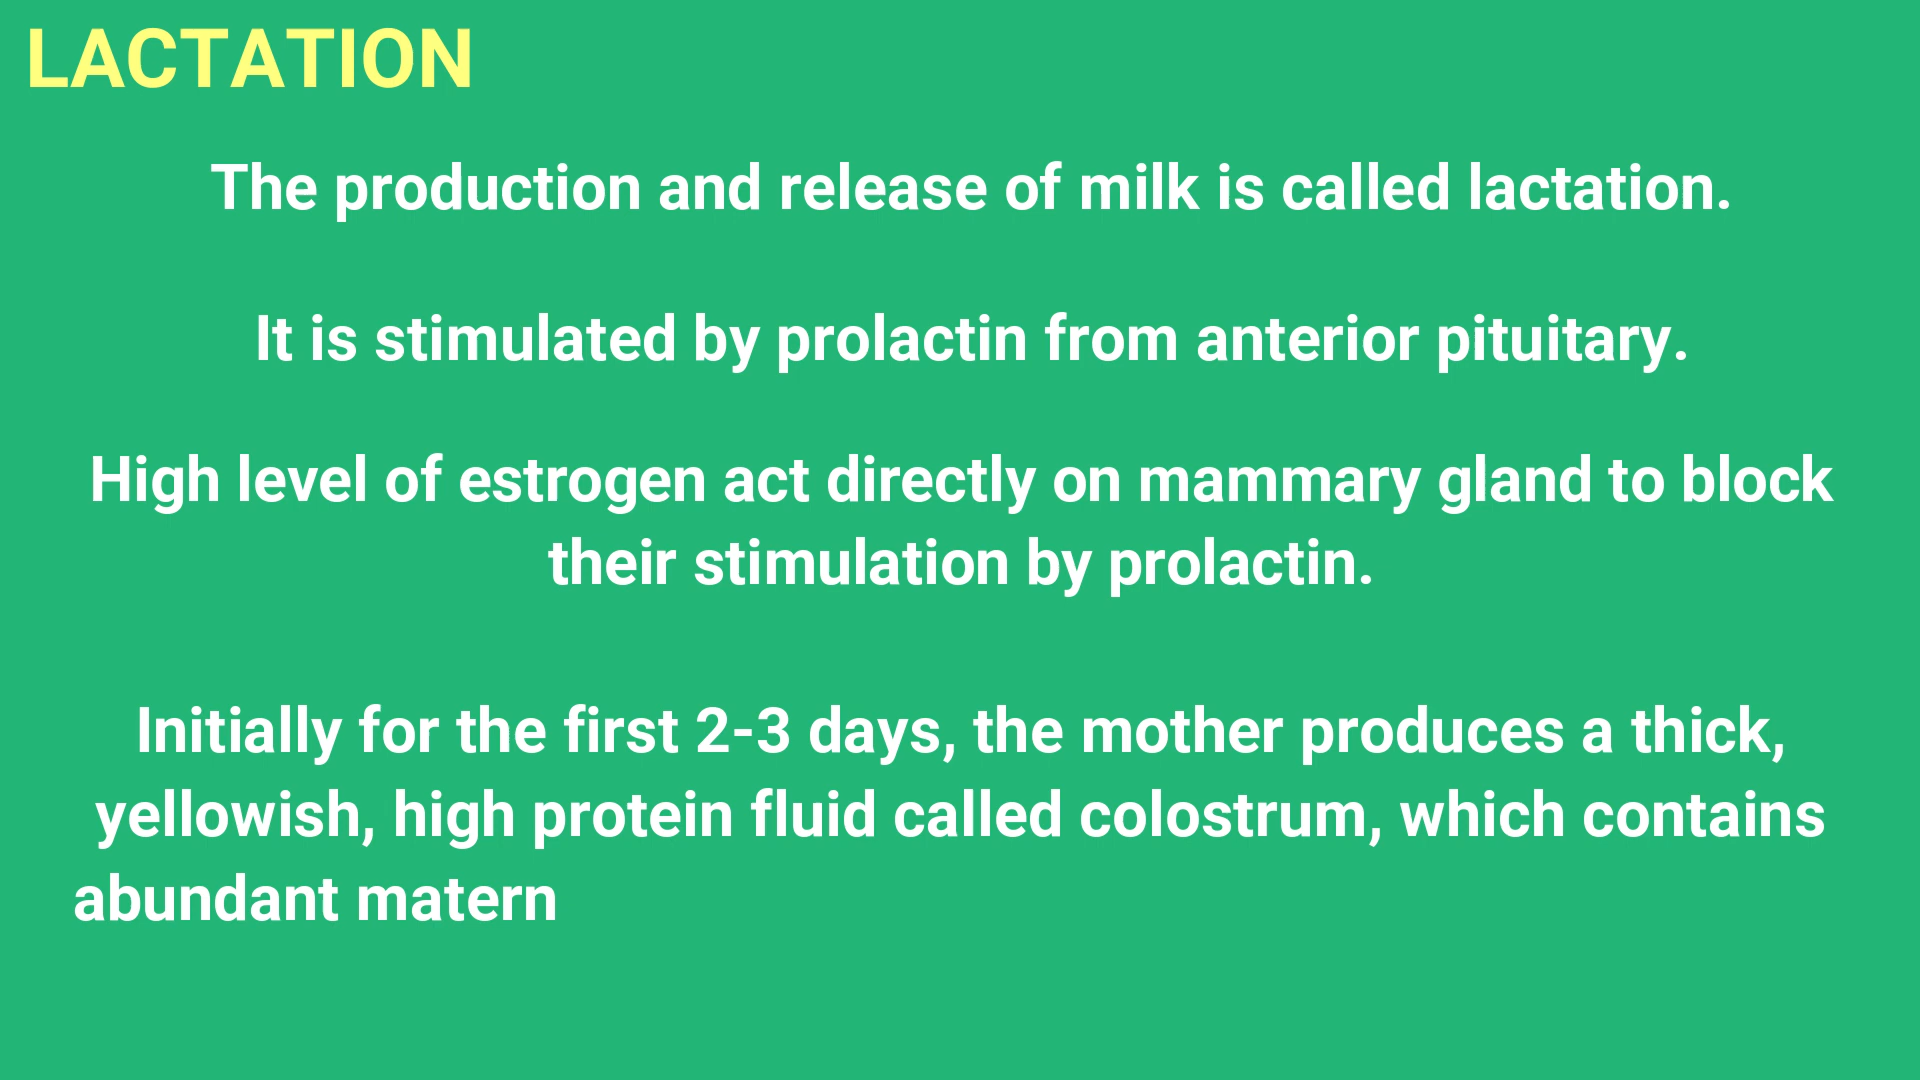 LACTATION
The production and release of milk is called lactation.
It is stimulated by prolactin from anterior pituitary.
High level of estrogen act directly on mammary gland to block
their stimulation by prolactin.
Initially for the first 2-3 days, the mother produces a thick,
yellowish, high protein fluid called colostrum, which contains
abundant matern